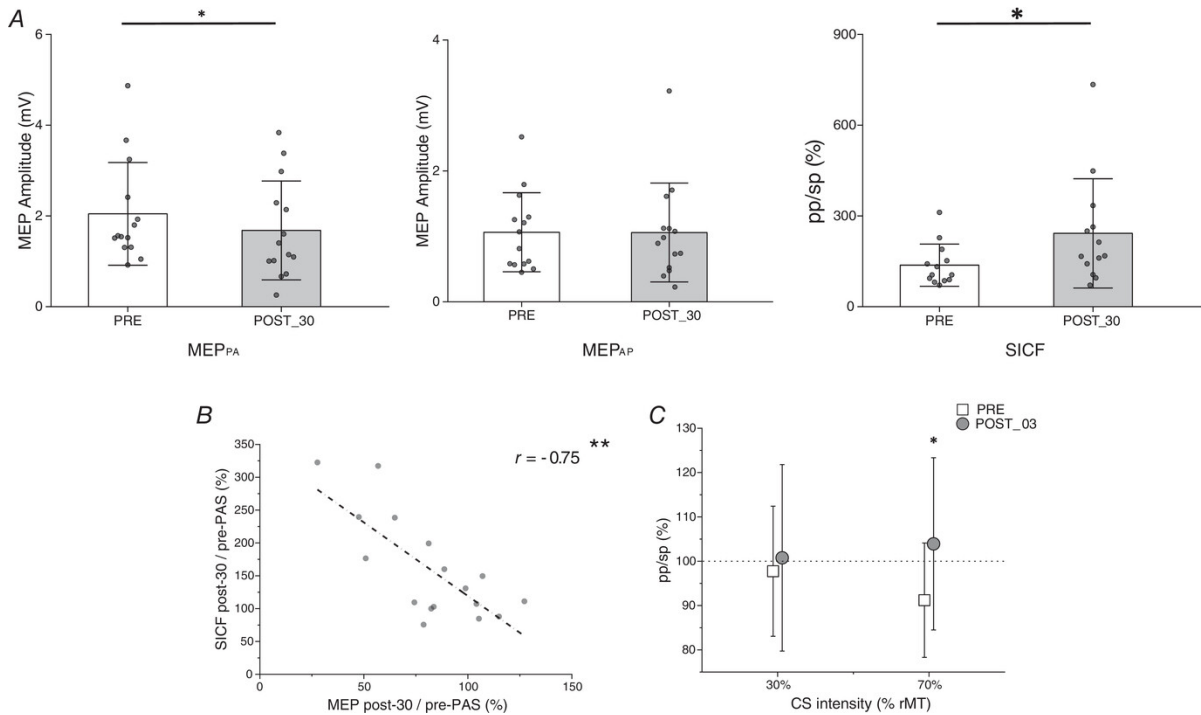 A
*
*
MEP Amplitude (mV)
6
4
2
0
PRE
POST_30
MEPPA
MEP Amplitude (mV)
4
2
0
PRE
POST_30
MEPAP
pp/sp (%)
900
600
300
0
PRE
POST_30
SICF
B
r = - 0.75 **
SICF post-30 / pre-PAS (%)
350
300
250
200
150
100
50
0
0
50
100
150
MEP post-30 / pre-PAS (%)
C
PRE
POST_03
*
pp/sp (%)
130
120
110
100
90
80
30%
70%
CS intensity (% rMT)